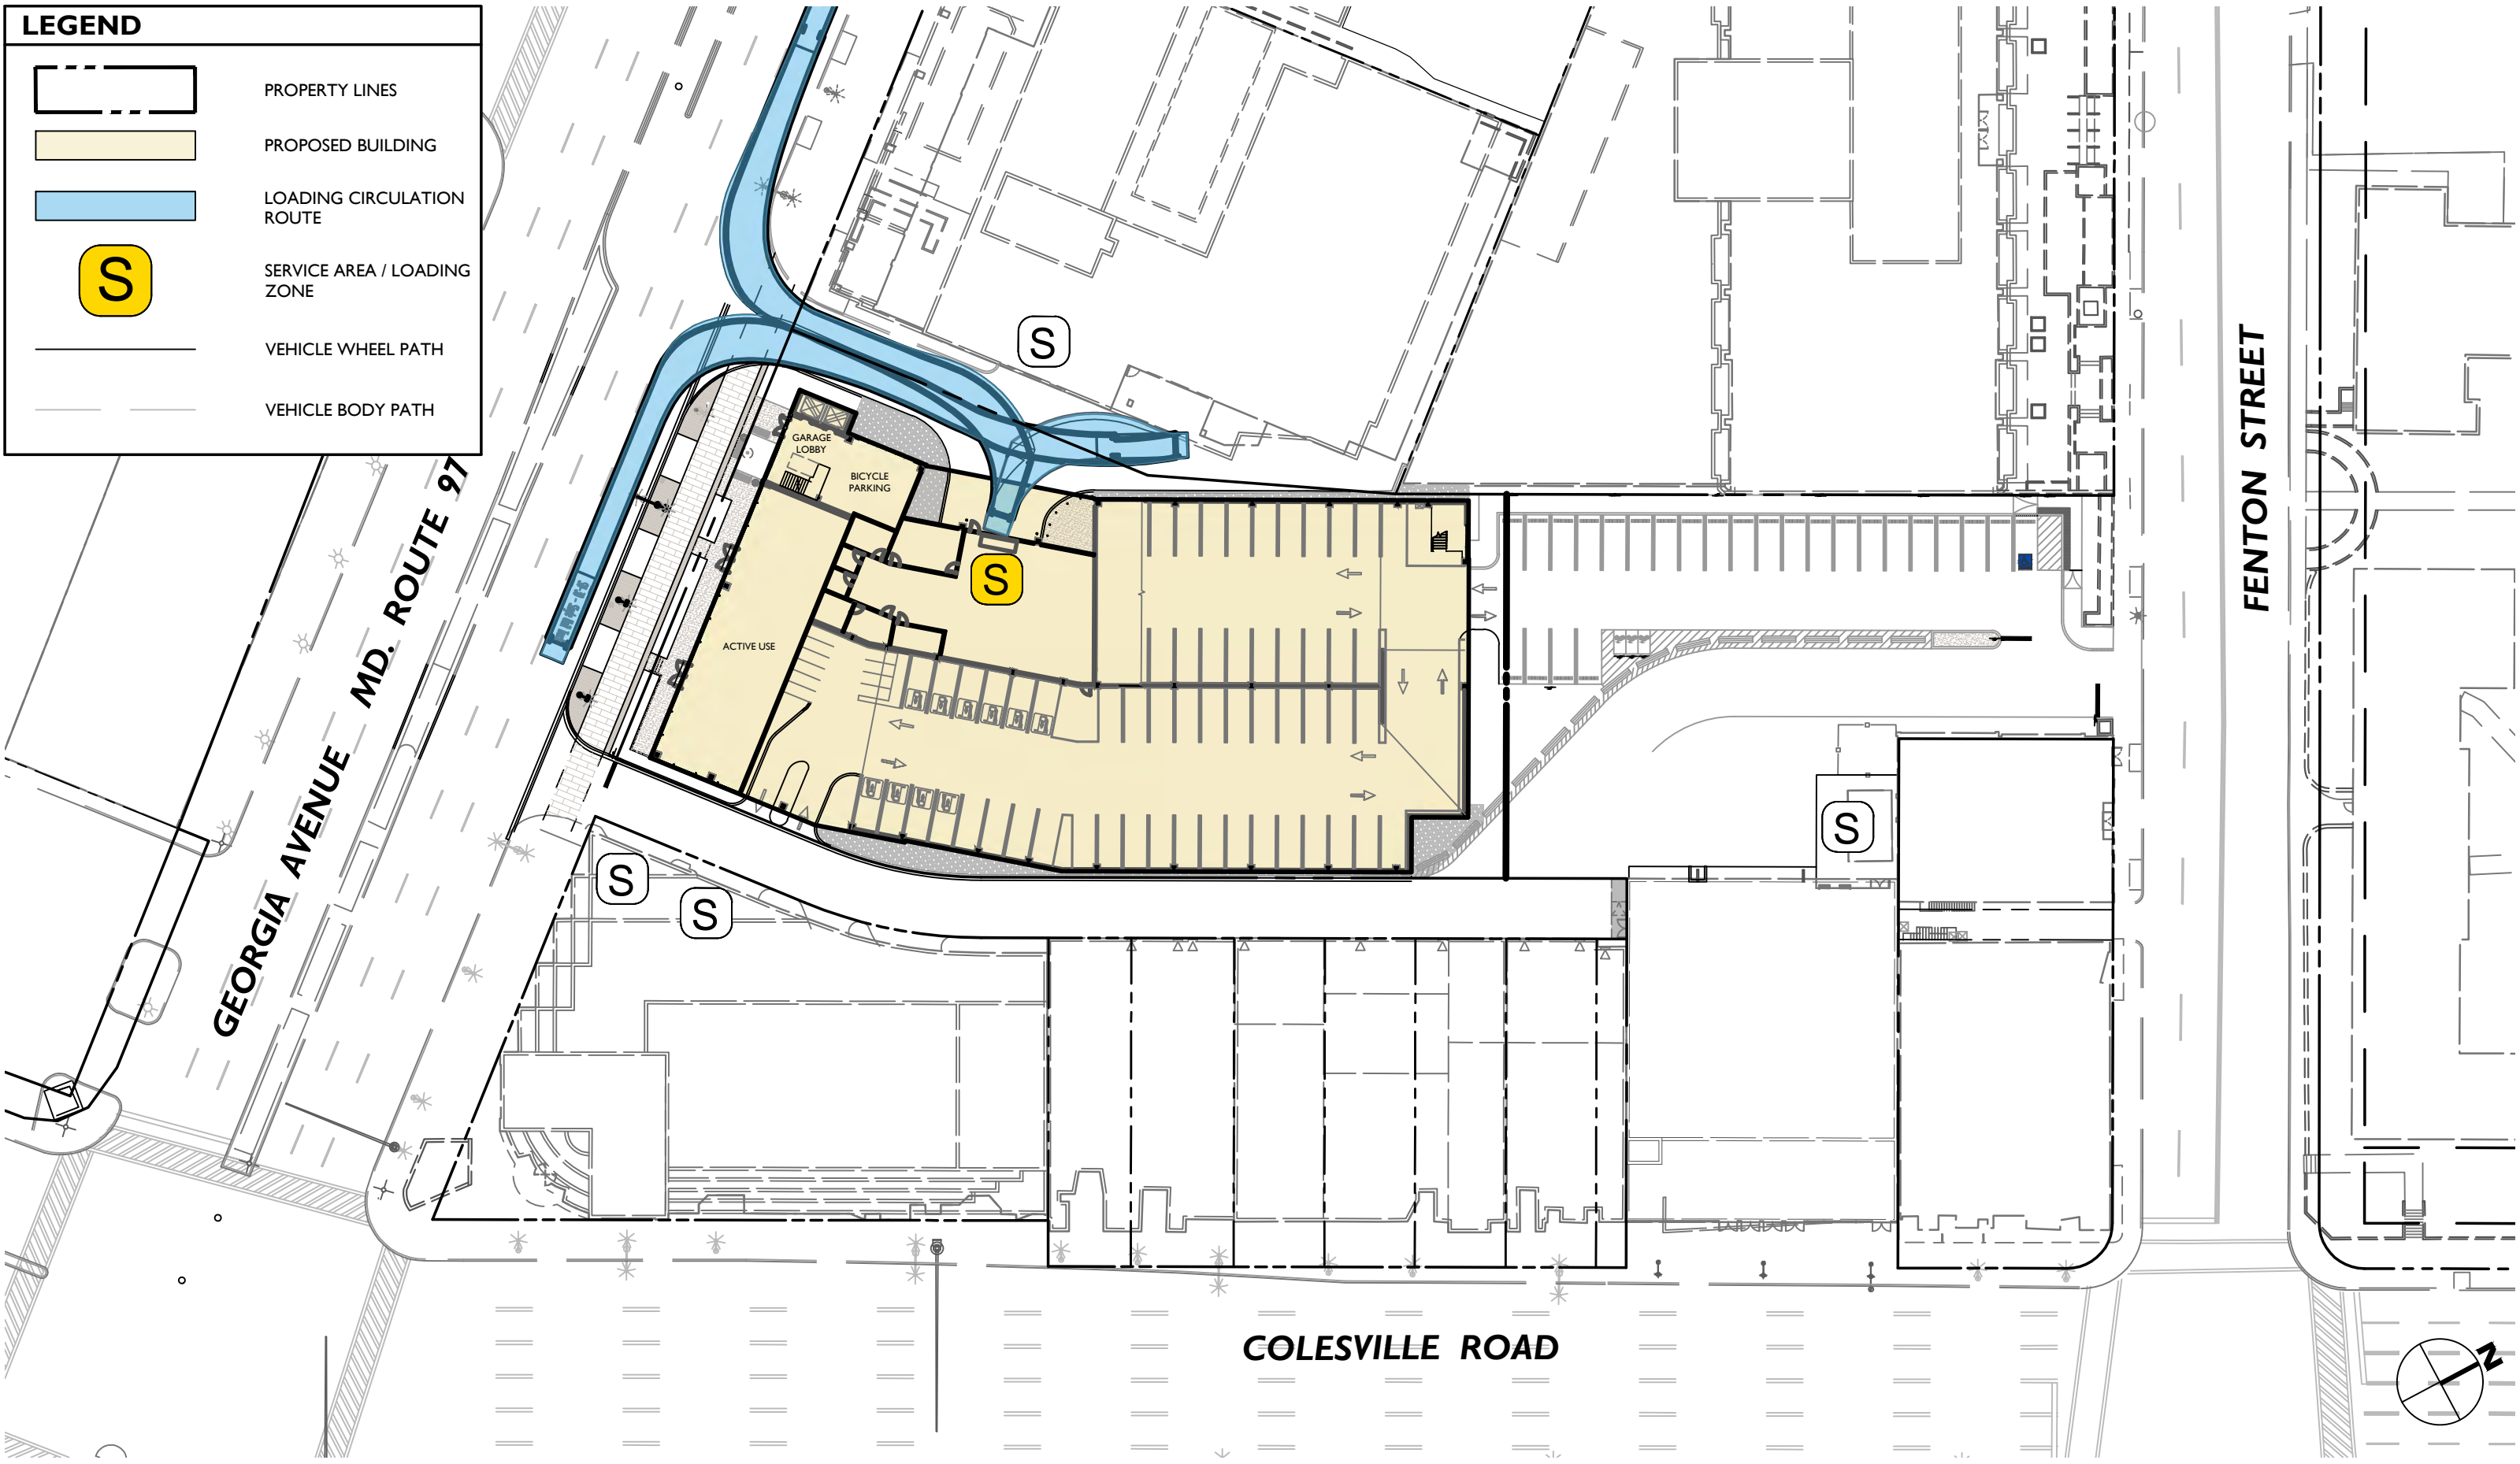 LEGEND
PROPERTY LINES
PROPOSED BUILDING
LOADING CIRCULATION
ROUTE
S
SERVICE AREA / LOADING
ZONE
VEHICLE WHEEL PATH
VEHICLE BODY PATH
S
GARAGE
LOBBY
BICYCLE
PARKING
S
ACTIVE USE
S
S
S
GEORGIA AVENUE MD. ROUTE 97
FENTON STREET
COLESVILLE ROAD
N